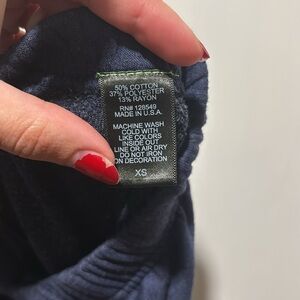 50% COTTON
37% POLYESTER
13% RAYON
RN# 128549
MADE IN U.S.A.
MACHINE WASH
COLD WITH
LIKE COLORS
INSIDE OUT
LINE OR AIR DRY
DO NOT IRON
ON DECORATION
XS